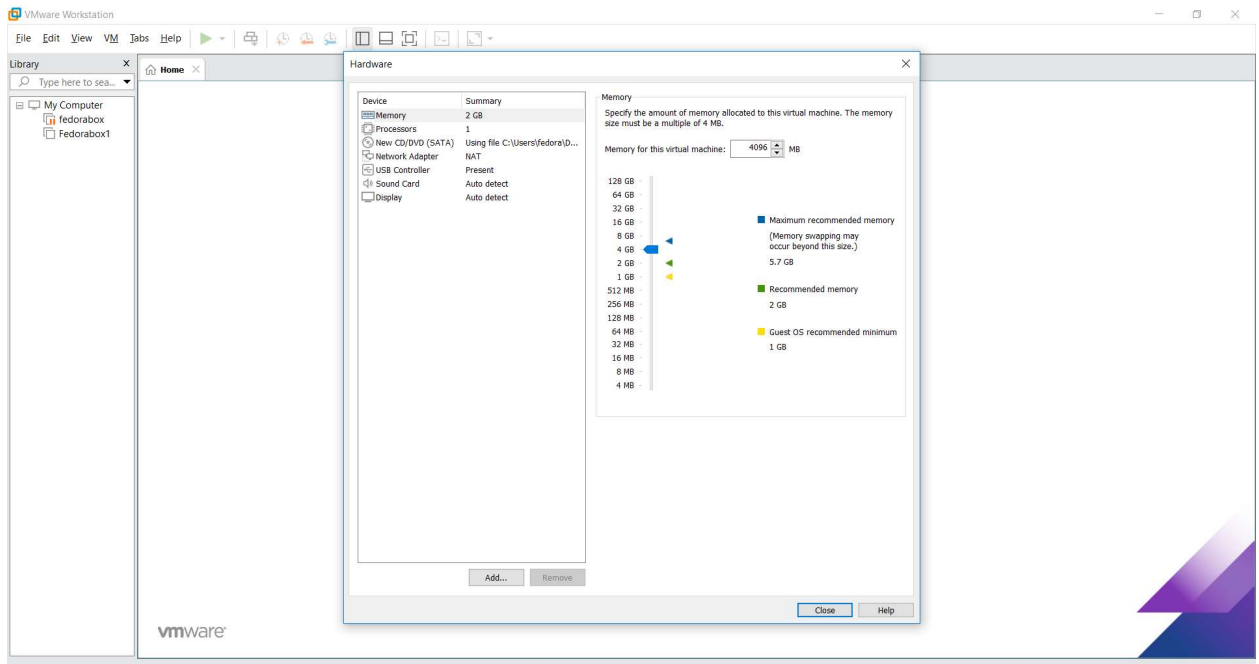 VMware Workstation
File Edit View VM Tabs Help
Library X
Type here to sea...
My Computer
fedorabox
Fedorabox1
Home
Hardware
Device Summary
Memory 2 GB
Processors 1
New CD/DVD (SATA) Using file C:\Users\fedora\D...
Network Adapter NAT
USB Controller Present
Sound Card Auto detect
Display Auto detect
Add... Remove
Memory
Specify the amount of memory allocated to this virtual machine. The memory
size must be a multiple of 4 MB.
Memory for this virtual machine: 4096 MB
128 GB
64 GB
32 GB
16 GB
8 GB
4 GB
2 GB
1 GB
512 MB
256 MB
128 MB
64 MB
32 MB
16 MB
8 MB
4 MB
Maximum recommended memory
(Memory swapping may
occur beyond this size.)
5.7 GB
Recommended memory
2 GB
Guest OS recommended minimum
1 GB
Close Help
vmware